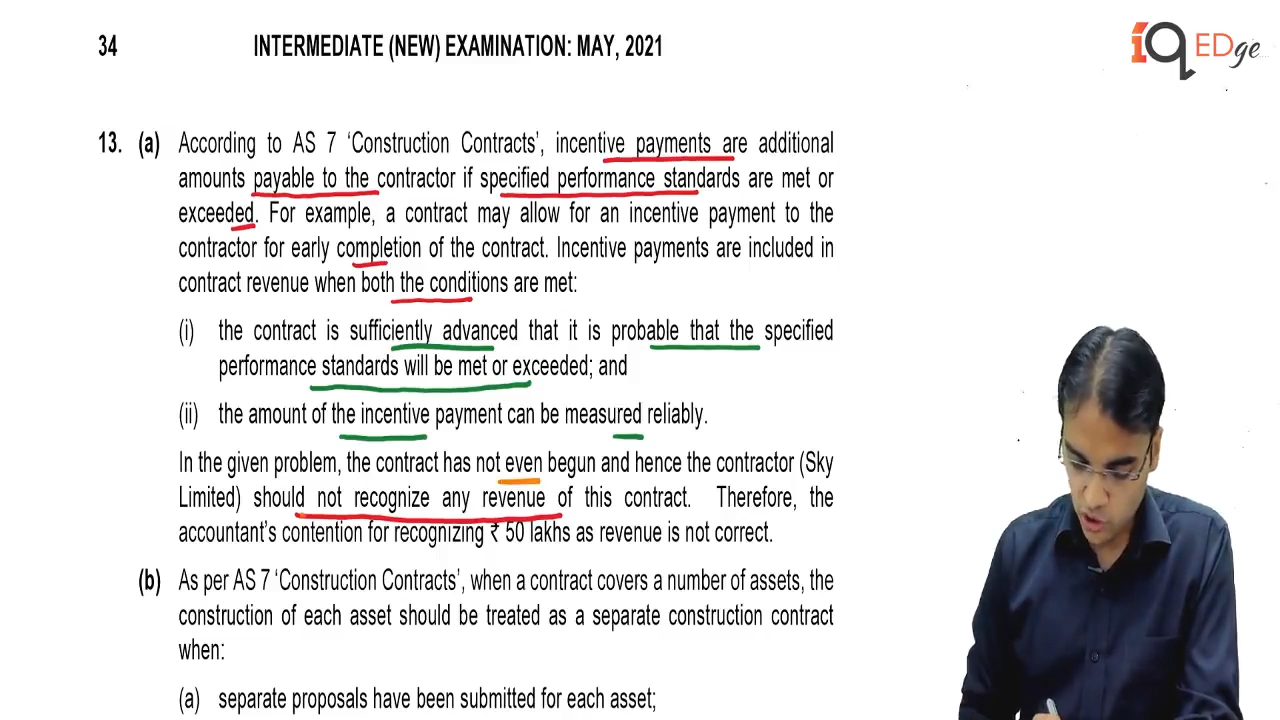 34 INTERMEDIATE (NEW) EXAMINATION: MAY, 2021
iQ EDge
13. (a) According to AS 7 ‘Construction Contracts’, incentive payments are additional
amounts payable to the contractor if specified performance standards are met or
exceeded. For example, a contract may allow for an incentive payment to the
contractor for early completion of the contract. Incentive payments are included in
contract revenue when both the conditions are met:
(i) the contract is sufficiently advanced that it is probable that the specified
performance standards will be met or exceeded; and
(ii) the amount of the incentive payment can be measured reliably.
In the given problem, the contract has not even begun and hence the contractor (Sky
Limited) should not recognize any revenue of this contract. Therefore, the
accountant’s contention for recognizing ₹ 50 lakhs as revenue is not correct.
(b) As per AS 7 ‘Construction Contracts’, when a contract covers a number of assets, the
construction of each asset should be treated as a separate construction contract
when:
(a) separate proposals have been submitted for each asset;